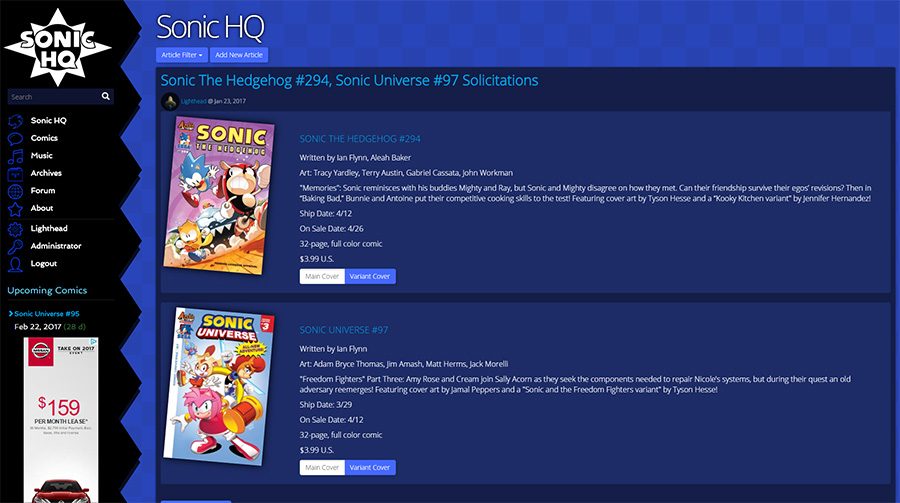 SONIC
HQ
Search
Sonic HQ
Comics
Music
Archives
Forum
About
Lighthead
Administrator
Logout
Upcoming Comics
Sonic Universe #95
Feb 22, 2017 (28 d)
NISSAN
TAKE ON 2017
EVENT
$159
PER MONTH LEASE*
Sonic HQ
Article Filter
Add New Article
Sonic The Hedgehog #294, Sonic Universe #97 Solicitations
Lighthead @ Jan 23, 2017
SONIC
THE HEDGEHOG
SEGA
SONIC THE HEDGEHOG #294
Written by Ian Flynn, Aleah Baker
Art: Tracy Yardley, Terry Austin, Gabriel Cassata, John Workman
"Memories": Sonic reminisces with his buddies Mighty and Ray, but Sonic and Mighty disagree on how they met. Can their friendship survive their egos' revisions? Then in
"Baking Bad," Bunnie and Antoine put their competitive cooking skills to the test! Featuring cover art by Tyson Hesse and a "Kooky Kitchen variant" by Jennifer Hernandez!
Ship Date: 4/12
On Sale Date: 4/26
32-page, full color comic
$3.99 U.S.
Main Cover
Variant Cover
SONIC
UNIVERSE
SEGA
3
ALL-NEW
ADVENTURE!
SONIC UNIVERSE #97
Written by Ian Flynn
Art: Adam Bryce Thomas, Jim Amash, Matt Herms, Jack Morelli
"Freedom Fighters" Part Three: Amy Rose and Cream join Sally Acorn as they seek the components needed to repair Nicole's systems, but during their quest an old
adversary reemerges! Featuring cover art by Jamal Peppers and a "Sonic and the Freedom Fighters variant" by Tyson Hesse!
Ship Date: 3/29
On Sale Date: 4/12
32-page, full color comic
$3.99 U.S.
Main Cover
Variant Cover